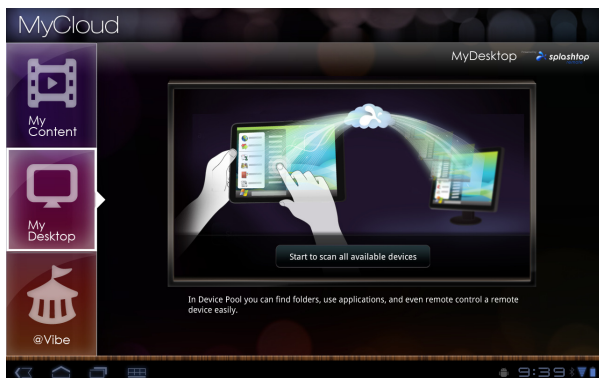 MyCloud
MyDesktop
splashtop
My
Content
My
Desktop
@Vibe
Start to scan all available devices
In Device Pool you can find folders, use applications, and even remote control a remote
device easily.
9:39